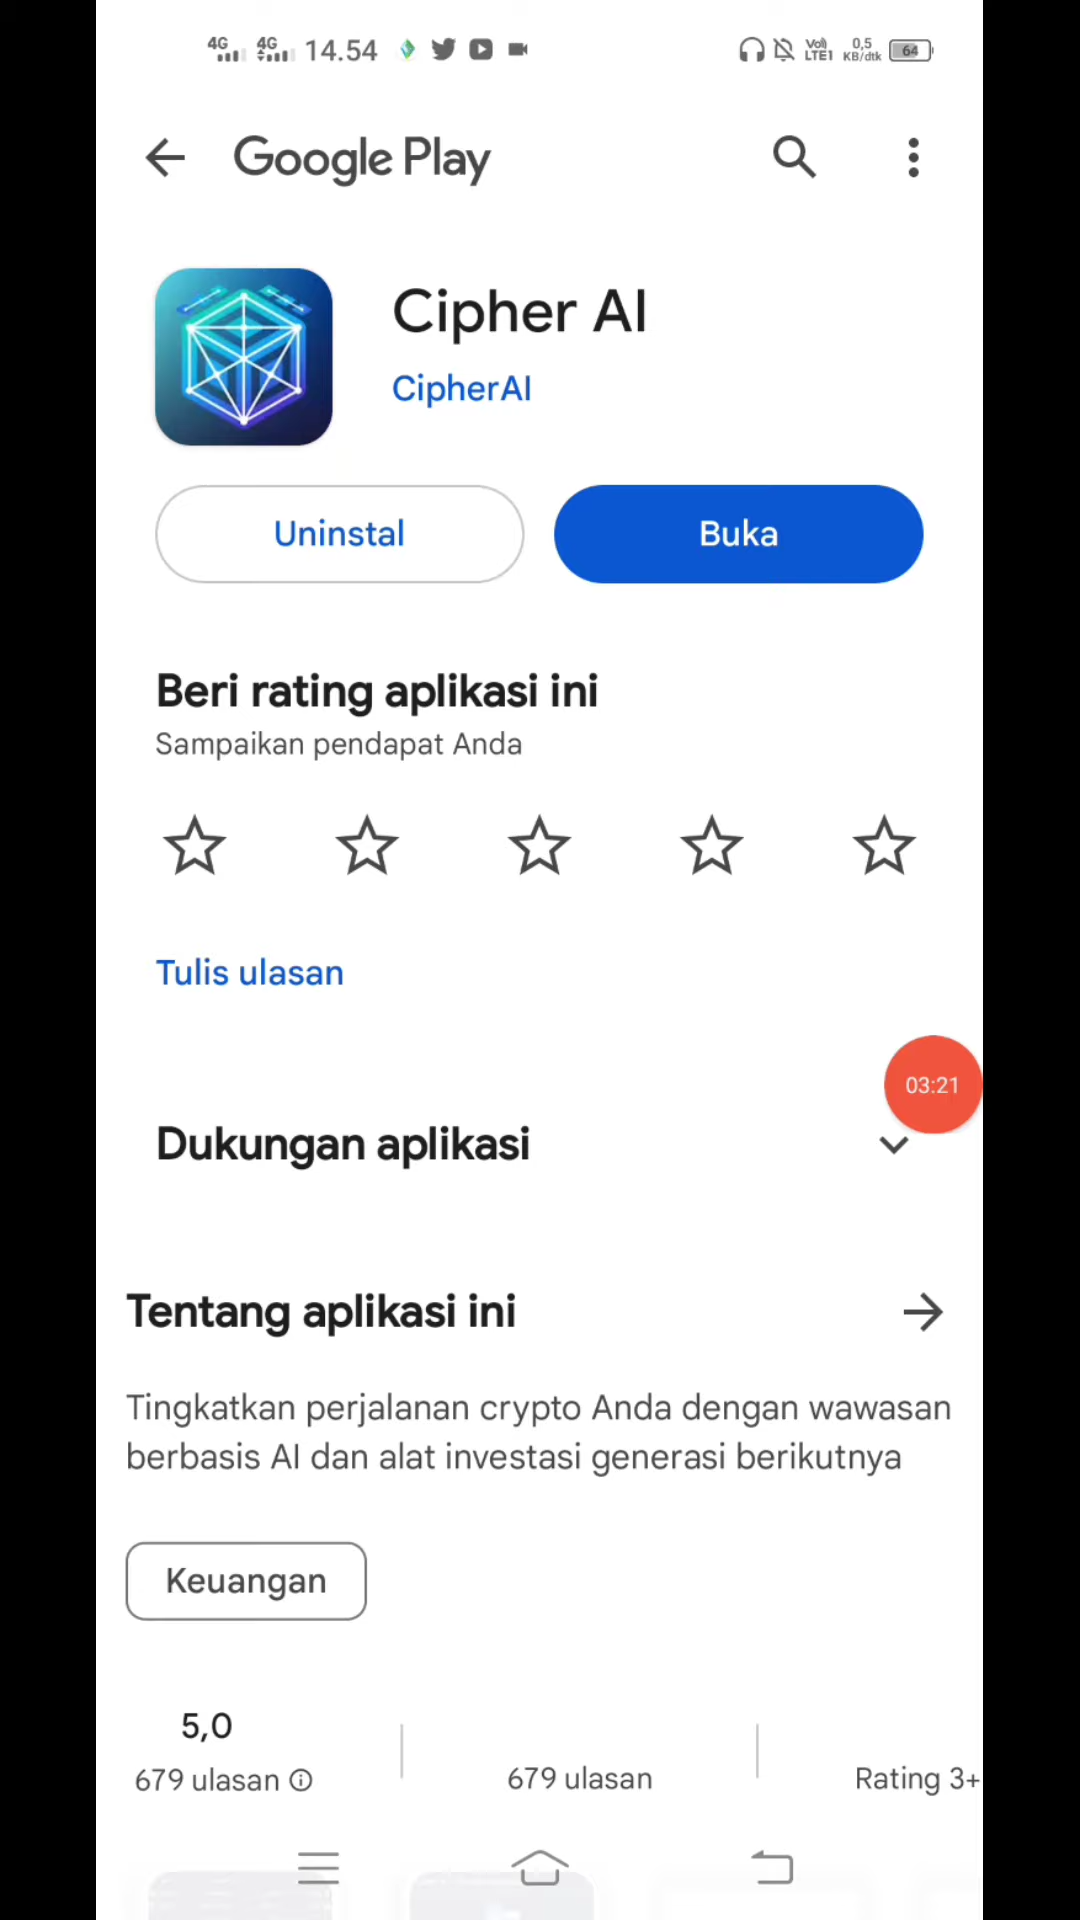 4G 4G 14.54 Vo) LTE1 0,5 KB/dtk 64
Google Play
Cipher AI
CipherAI
Uninstal Buka
Beri rating aplikasi ini
Sampaikan pendapat Anda
Tulis ulasan
03:21
Dukungan aplikasi
Tentang aplikasi ini
Tingkatkan perjalanan crypto Anda dengan wawasan
berbasis AI dan alat investasi generasi berikutnya
Keuangan
5,0
679 ulasan 679 ulasan Rating 3+